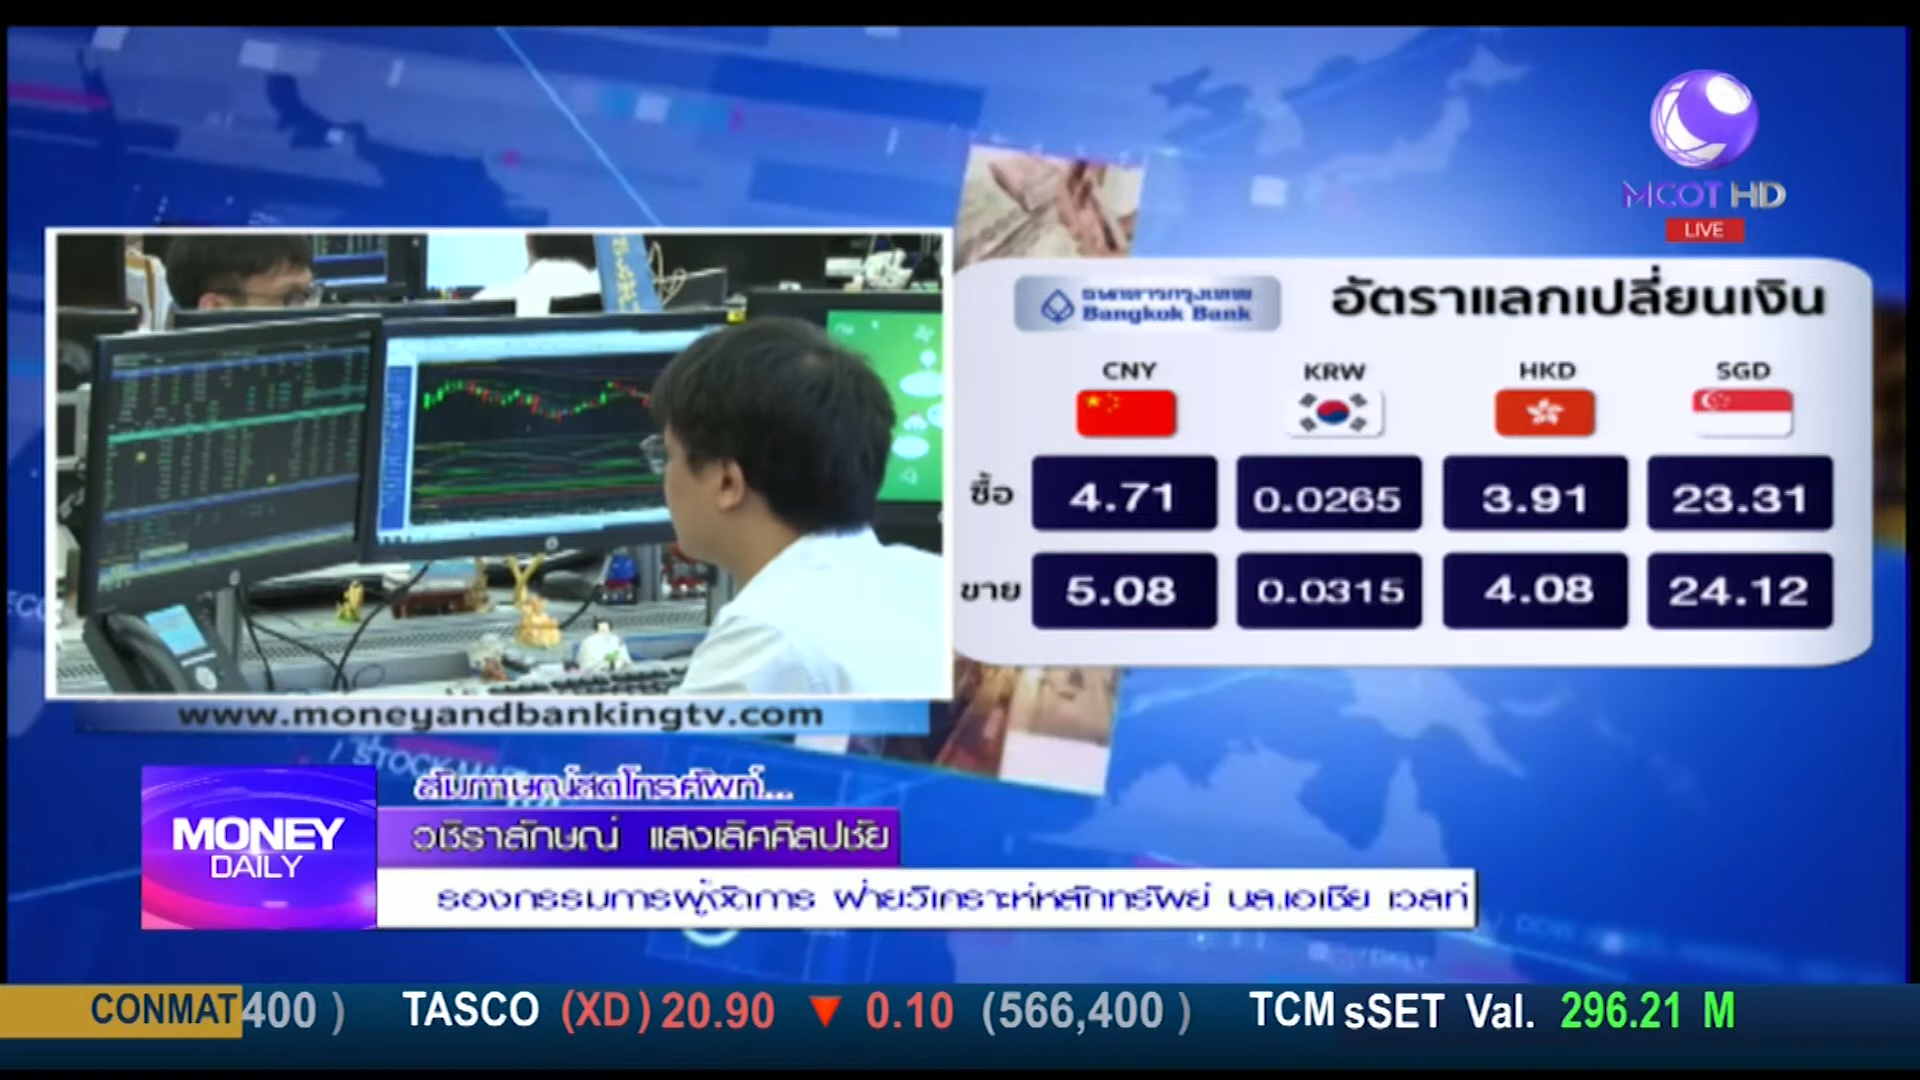 MCOT HD
LIVE
ธนาคารกรุงเทพ
Bangkok Bank
อัตราแลกเปลี่ยนเงิน
CNY KRW HKD SGD
ซื้อ 4.71 0.0265 3.91 23.31
ขาย 5.08 0.0315 4.08 24.12
www.moneyandbankingtv.com
สัมภาษณ์สดโทรศัพท์...
MONEY
DAILY
วชิราลักษณ์ แสงเลิศศิลปชัย
รองกรรมการผู้จัดการ ฝ่ายวิเคราะห์หลักทรัพย์ บล.เอเชีย เวลท์
CONMAT 400 ) TASCO (XD) 20.90 ▼ 0.10 (566,400 ) TCM sSET Val. 296.21 M